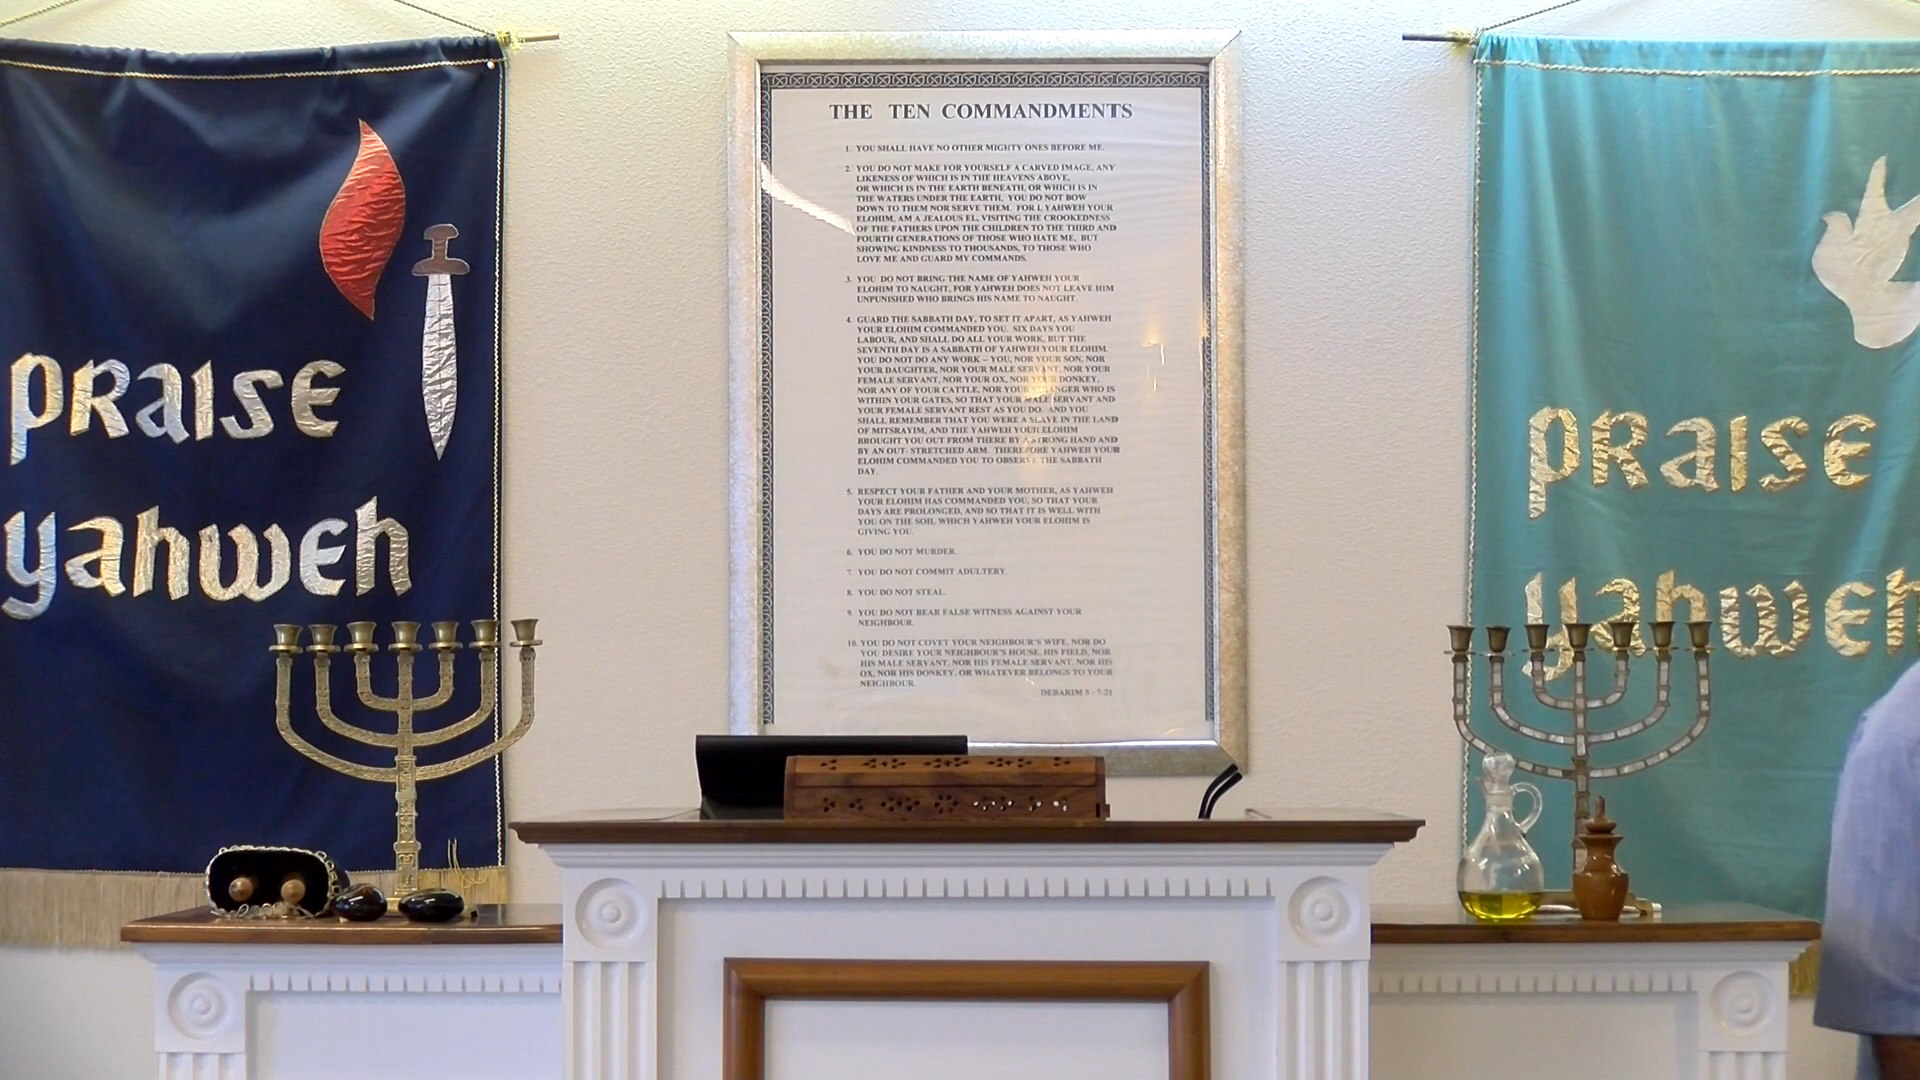 praise
yahweh
THE TEN COMMANDMENTS
1. YOU SHALL HAVE NO OTHER MIGHTY ONES BEFORE ME.
2. YOU DO NOT MAKE FOR YOURSELF A CARVED IMAGE, ANY
LIKENESS OF WHICH IS IN THE HEAVENS ABOVE,
OR WHICH IS IN THE EARTH BENEATH, OR WHICH IS IN
THE WATERS UNDER THE EARTH, YOU DO NOT BOW
DOWN TO THEM NOR SERVE THEM. FOR I, YAHWEH YOUR
ELOHIM, AM A JEALOUS EL, VISITING THE CROOKEDNESS
OF THE FATHERS UPON THE CHILDREN TO THE THIRD AND
FOURTH GENERATIONS OF THOSE WHO HATE ME, BUT
SHOWING KINDNESS TO THOUSANDS, TO THOSE WHO
LOVE ME AND GUARD MY COMMANDS.
3. YOU DO NOT BRING THE NAME OF YAHWEH YOUR
ELOHIM TO NAUGHT, FOR YAHWEH DOES NOT LEAVE HIM
UNPUNISHED WHO BRINGS HIS NAME TO NAUGHT.
4. GUARD THE SABBATH DAY, TO SET IT APART, AS YAHWEH
YOUR ELOHIM COMMANDED YOU. SIX DAYS YOU
LABOUR, AND SHALL DO ALL YOUR WORK, BUT THE
SEVENTH DAY IS A SABBATH OF YAHWEH YOUR ELOHIM.
YOU DO NOT DO ANY WORK – YOU, NOR YOUR SON, NOR
YOUR DAUGHTER, NOR YOUR MALE SERVANT, NOR YOUR
FEMALE SERVANT, NOR YOUR OX, NOR YOUR DONKEY,
NOR ANY OF YOUR CATTLE, NOR YOUR STRANGER WHO IS
WITHIN YOUR GATES, SO THAT YOUR MALE SERVANT AND
YOUR FEMALE SERVANT REST AS YOU DO. AND YOU
SHALL REMEMBER THAT YOU WERE A SLAVE IN THE LAND
OF MITSRAYIM, AND THE YAHWEH YOUR ELOHIM
BROUGHT YOU OUT FROM THERE BY A STRONG HAND AND
BY AN OUT- STRETCHED ARM. THEREFORE YAHWEH YOUR
ELOHIM COMMANDED YOU TO OBSERVE THE SABBATH
DAY.
5. RESPECT YOUR FATHER AND YOUR MOTHER, AS YAHWEH
YOUR ELOHIM HAS COMMANDED YOU, SO THAT YOUR
DAYS ARE PROLONGED, AND SO THAT IT IS WELL WITH
YOU ON THE SOIL WHICH YAHWEH YOUR ELOHIM IS
GIVING YOU.
6. YOU DO NOT MURDER.
7. YOU DO NOT COMMIT ADULTERY.
8. YOU DO NOT STEAL.
9. YOU DO NOT BEAR FALSE WITNESS AGAINST YOUR
NEIGHBOUR.
10. YOU DO NOT COVET YOUR NEIGHBOUR'S WIFE, NOR DO
YOU DESIRE YOUR NEIGHBOUR'S HOUSE, HIS FIELD, NOR
HIS MALE SERVANT, NOR HIS FEMALE SERVANT, NOR HIS
OX, NOR HIS DONKEY, OR WHATEVER BELONGS TO YOUR
NEIGHBOUR.
DEBARIM 5 : 7-21
praise
yahweh